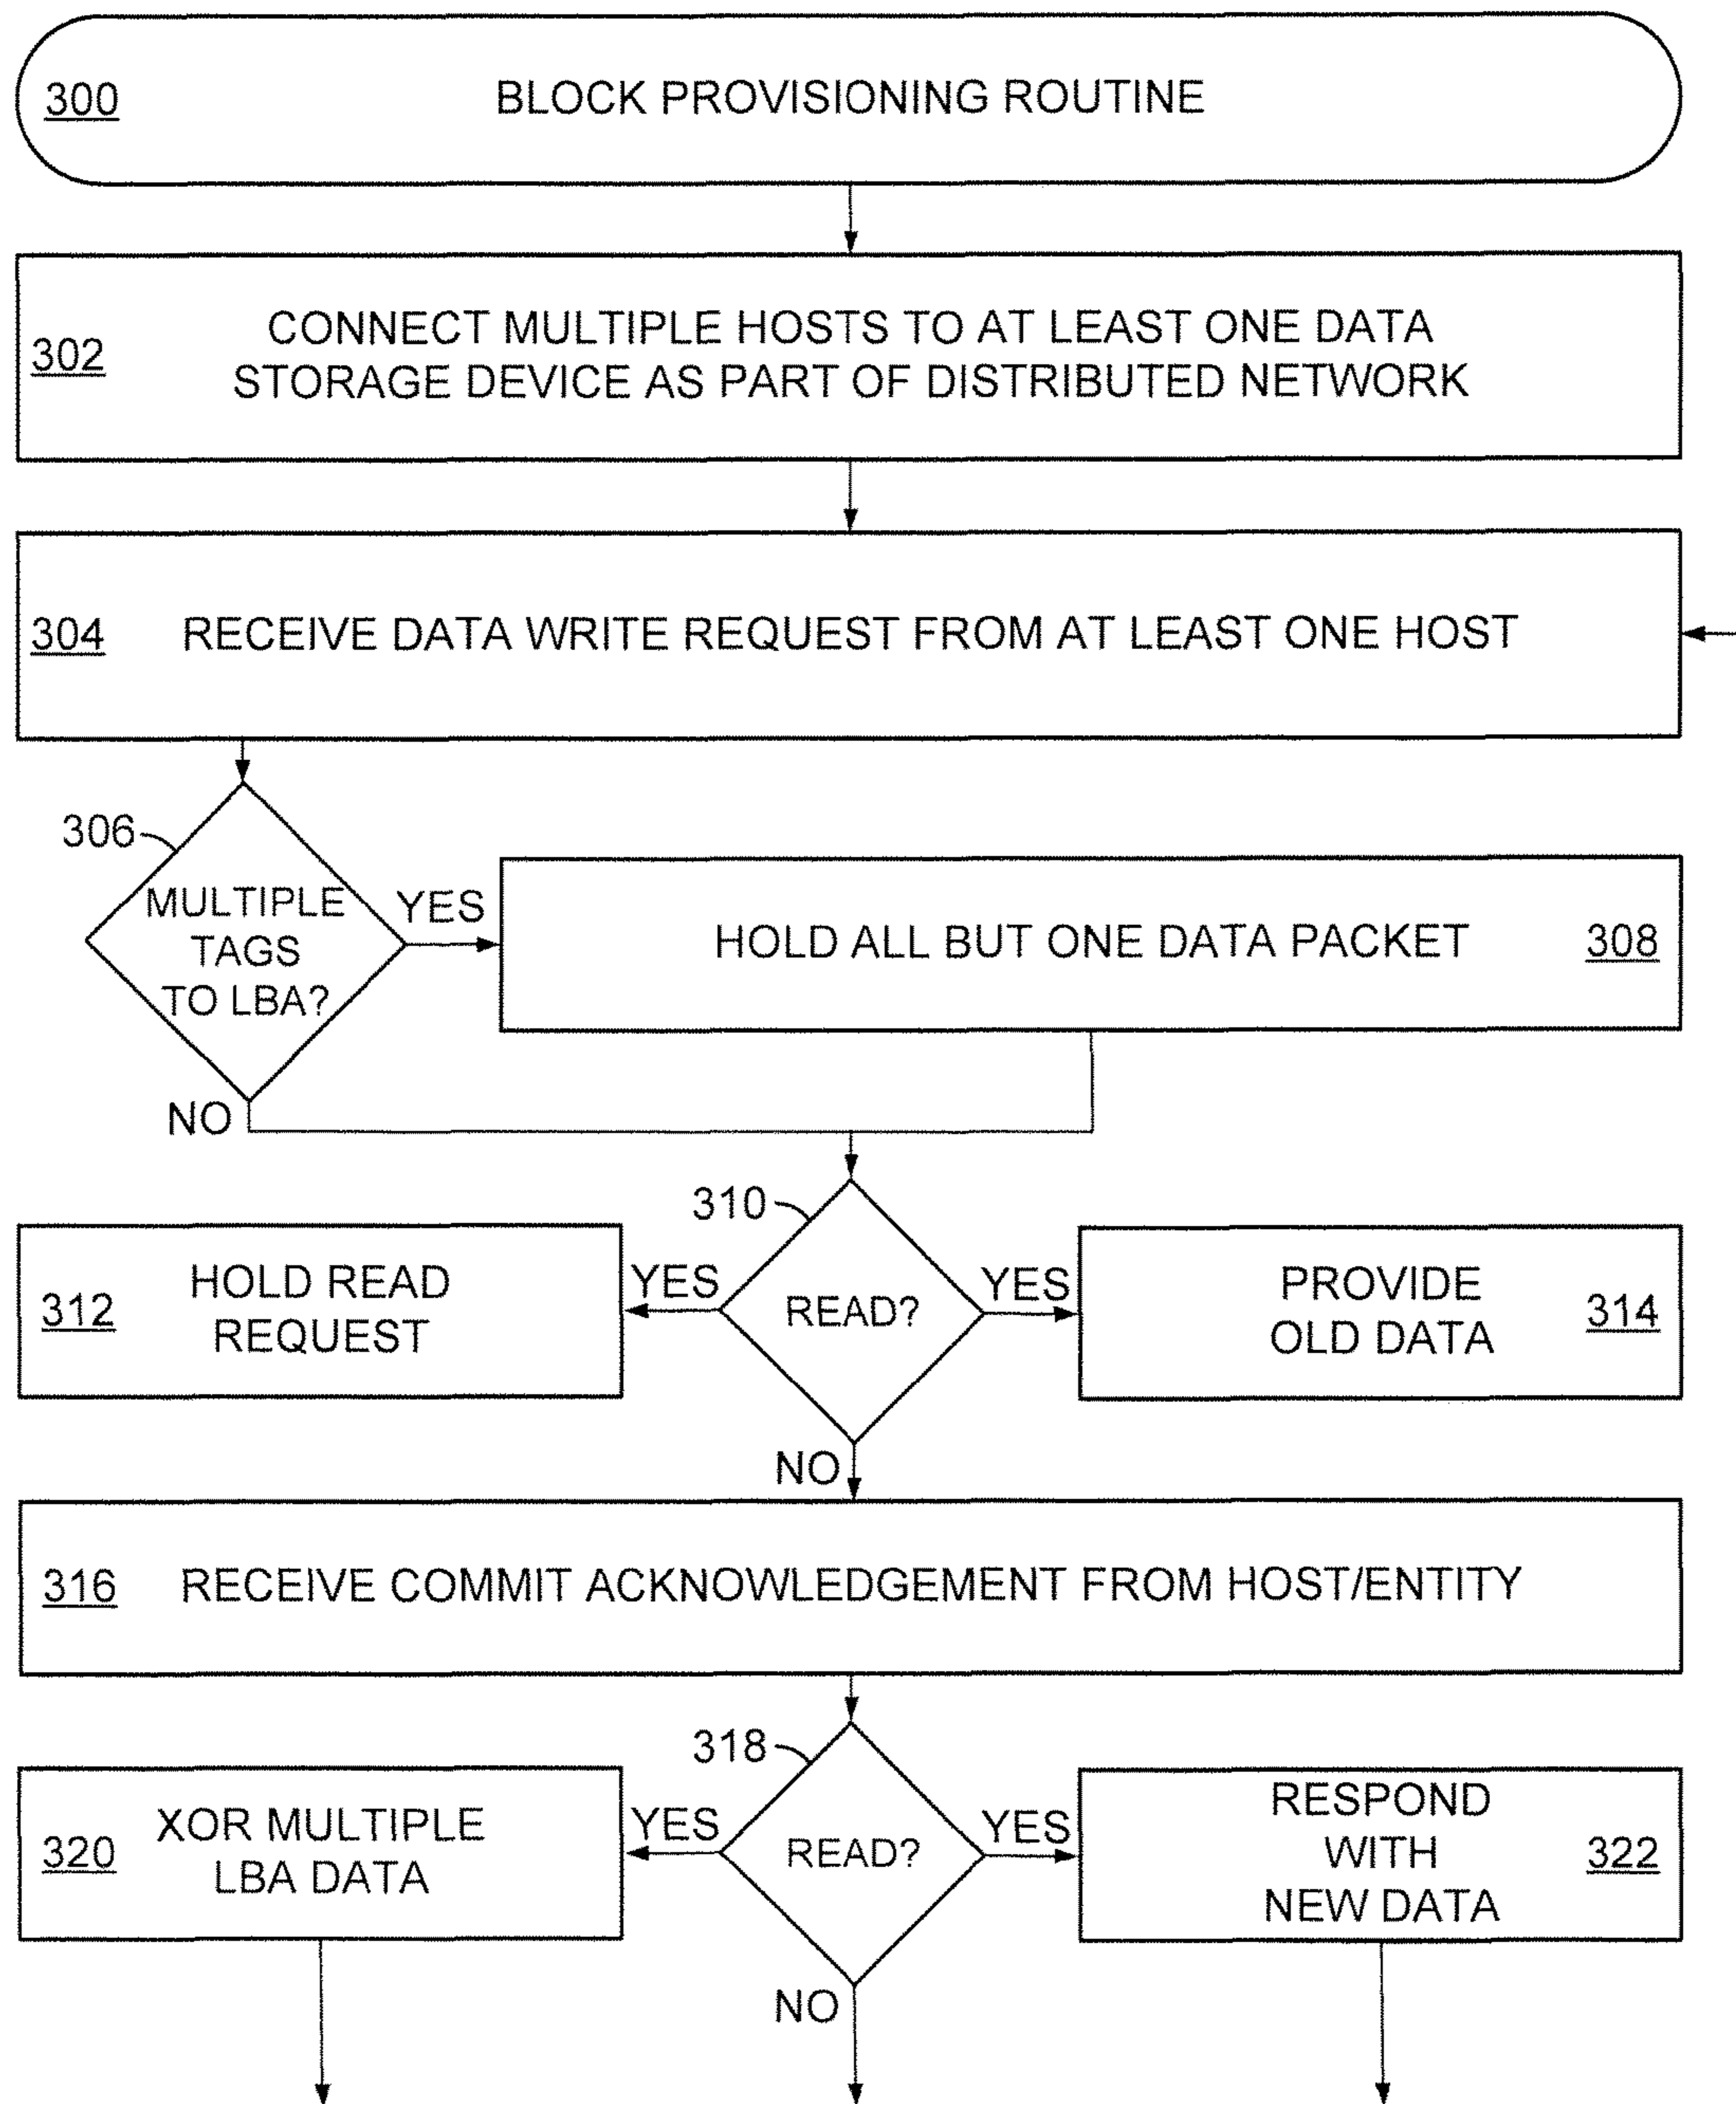 300 BLOCK PROVISIONING ROUTINE
CONNECT MULTIPLE HOSTS TO AT LEAST ONE DATA
302
STORAGE DEVICE AS PART OF DISTRIBUTED NETWORK
304 RECEIVE DATA WRITE REQUEST FROM AT LEAST ONE HOST
306
MULTIPLE
TAGS
TO LBA?
YES
NO
HOLD ALL BUT ONE DATA PACKET 308
310
READ?
YES
YES
NO
HOLD READ
312
REQUEST
PROVIDE
314
OLD DATA
316 RECEIVE COMMIT ACKNOWLEDGEMENT FROM HOST/ENTITY
318
READ?
YES
YES
NO
XOR MULTIPLE
320
LBA DATA
RESPOND
WITH
322
NEW DATA